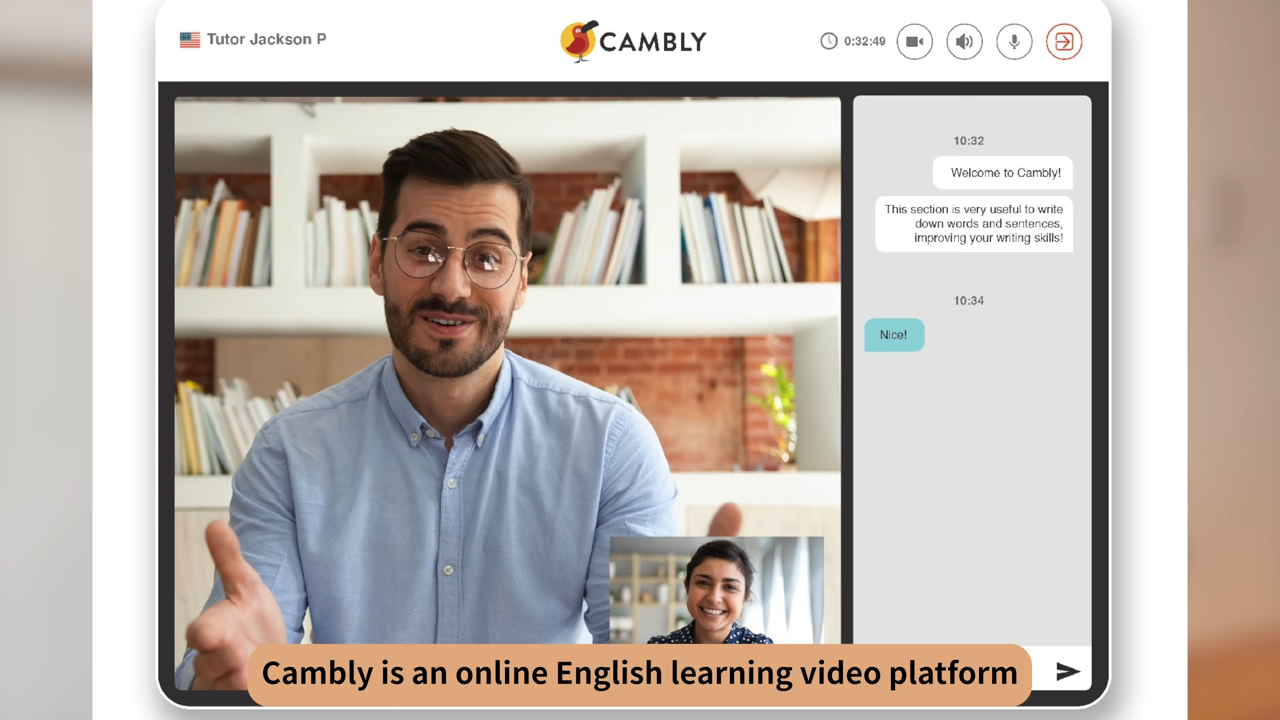 Tutor Jackson P
CAMBLY
0:32:49
10:32
Welcome to Cambly!
This section is very useful to write
down words and sentences,
improving your writing skills!
10:34
Nice!
Cambly is an online English learning video platform